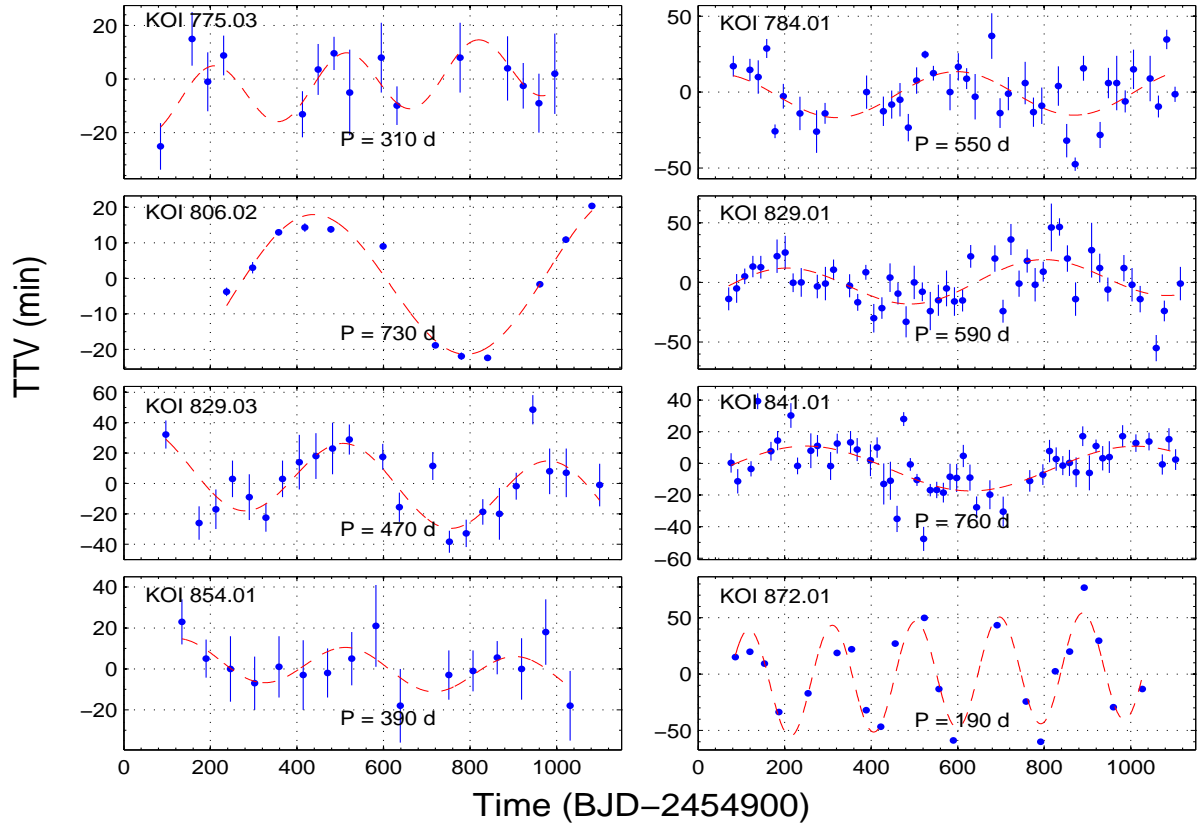 TTV (min)
KOI 775.03
20
0
−20
P = 310 d
KOI 784.01
50
0
−50
P = 550 d
KOI 806.02
20
10
0
−10
−20
P = 730 d
KOI 829.01
50
0
−50
P = 590 d
KOI 829.03
60
40
20
0
−20
−40
P = 470 d
KOI 841.01
40
20
0
−20
−40
−60
P = 760 d
KOI 854.01
40
20
0
−20
P = 390 d
0 200 400 600 800 1000
KOI 872.01
50
0
−50
P = 190 d
0 200 400 600 800 1000
Time (BJD−2454900)